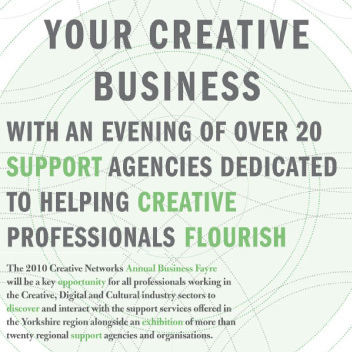 YOUR CREATIVE
BUSINESS
WITH AN EVENING OF OVER 20
SUPPORT AGENCIES DEDICATED
TO HELPING CREATIVE
PROFESSIONALS FLOURISH
The 2010 Creative Networks Annual Business Fayre
will be a key opportunity for all professionals working in
the Creative, Digital and Cultural industry sectors to
discover and interact with the support services offered in
the Yorkshire region alongside an exhibition of more than
twenty regional support agencies and organisations.